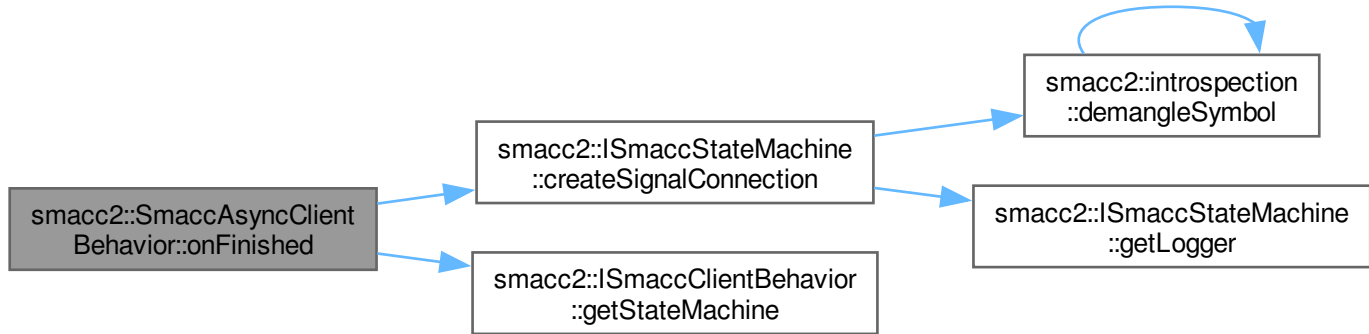 smacc2::SmaccAsyncClient
Behavior::onFinished
smacc2::ISmaccStateMachine
::createSignalConnection
smacc2::ISmaccClientBehavior
::getStateMachine
smacc2::introspection
::demangleSymbol
smacc2::ISmaccStateMachine
::getLogger